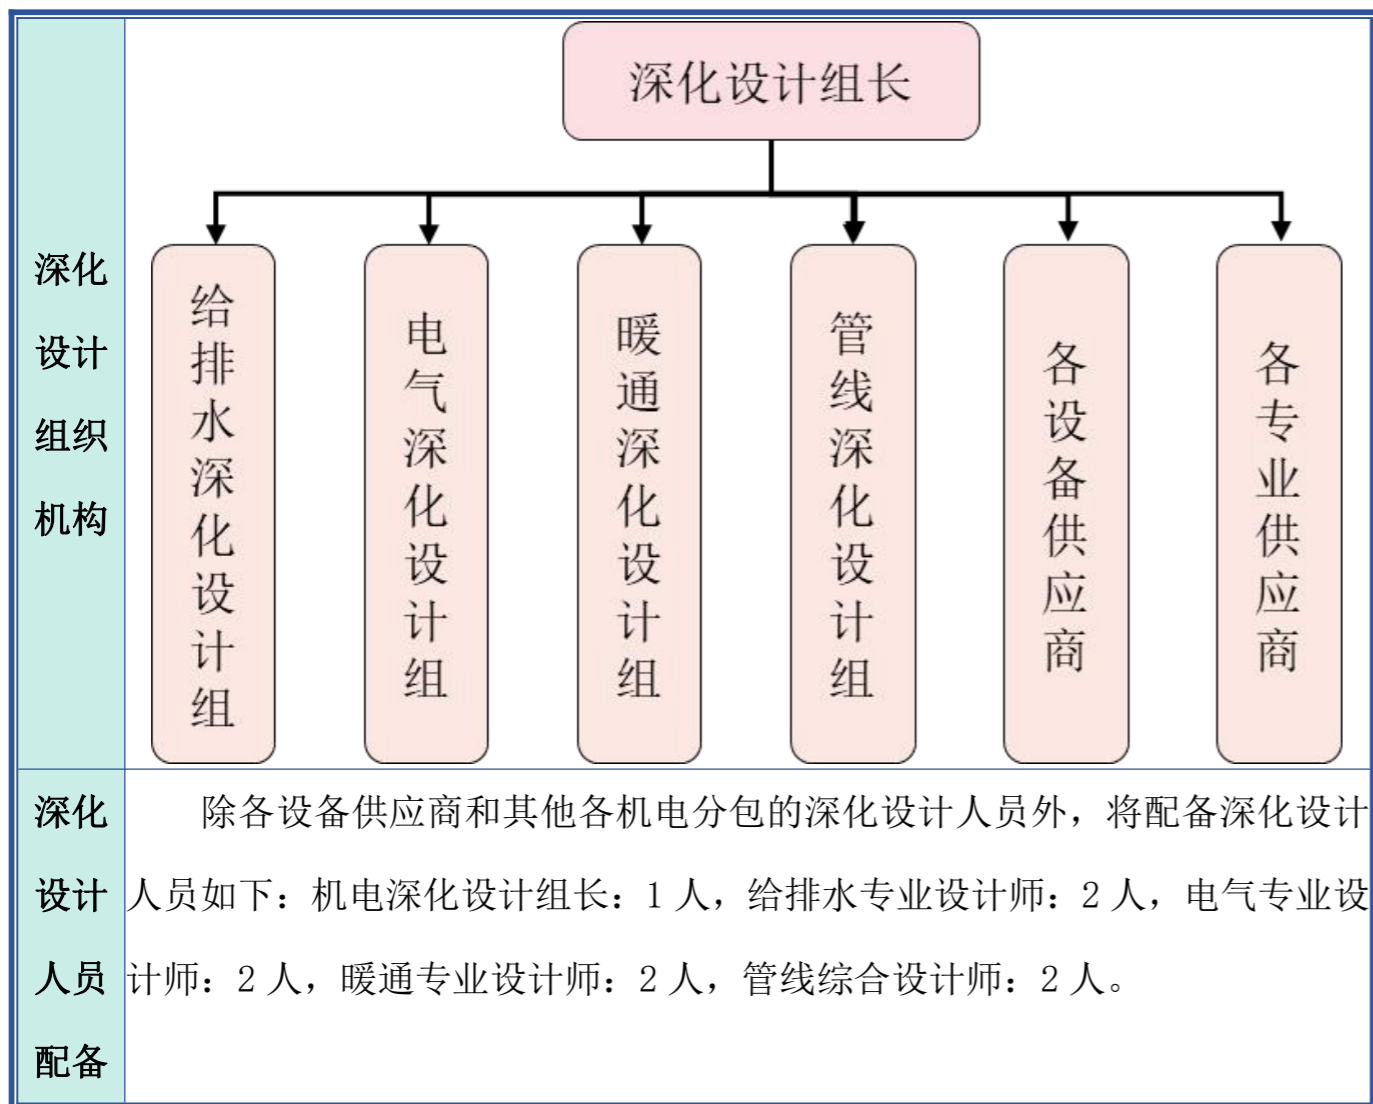 深化
设计
组织
机构
深化设计组长
给排水深化设计组
电气深化设计组
暖通深化设计组
管线深化设计组
各设备供应商
各专业供应商
深化
设计
人员
配备
除各设备供应商和其他各机电分包的深化设计人员外，将配备深化设计
人员如下：机电深化设计组长：1 人，给排水专业设计师：2 人，电气专业设
计师：2 人，暖通专业设计师：2 人，管线综合设计师：2 人。